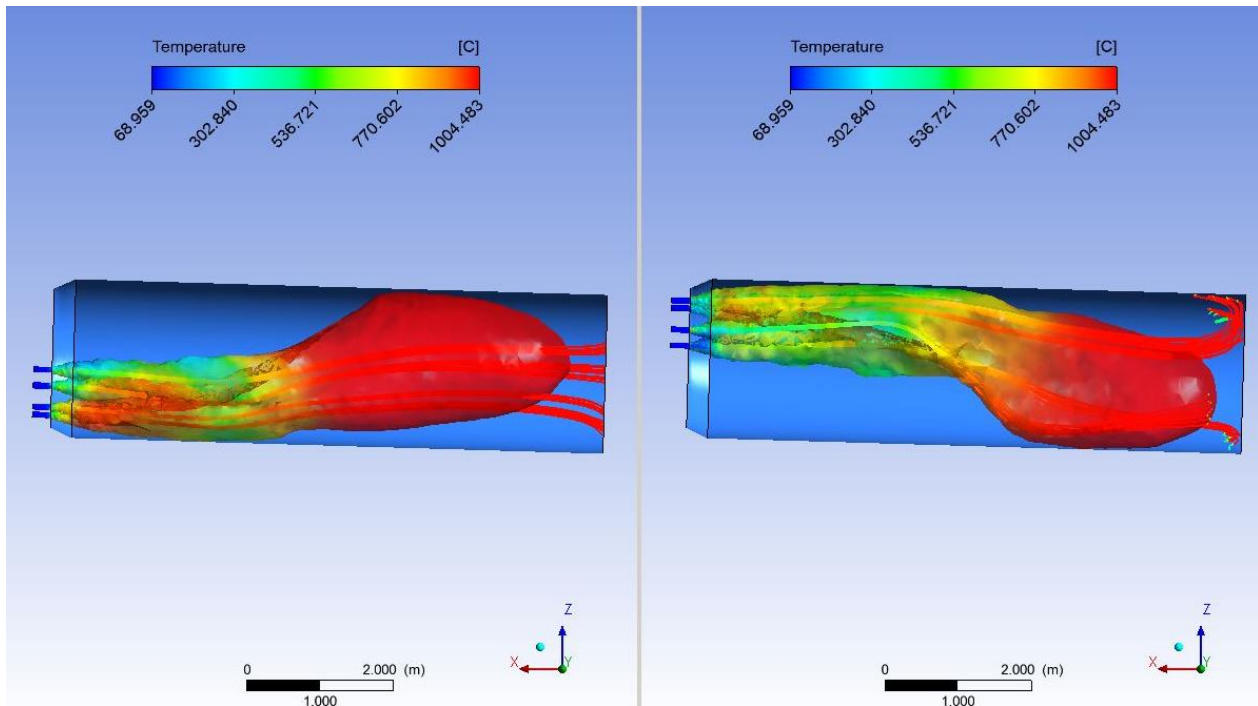 Temperature [C]
68.959 302.840 536.721 770.602 1004.483
Z
X Y
0 2.000 (m)
1.000
Temperature [C]
68.959 302.840 536.721 770.602 1004.483
Z
X Y
0 2.000 (m)
1.000